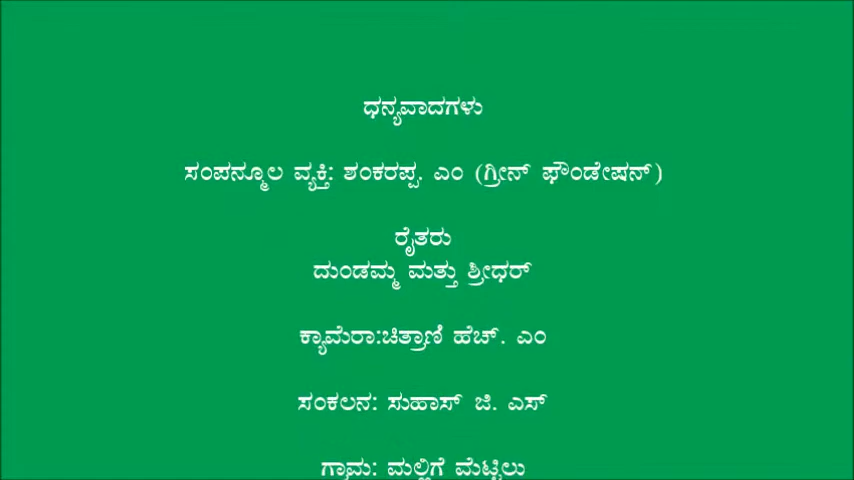 ಧನ್ಯವಾದಗಳು
ಸಂಪನ್ಮೂಲ ವ್ಯಕ್ತಿ: ಶಂಕರಪ್ಪ. ಎಂ (ಗ್ರೀನ್ ಫೌಂಡೇಷನ್)
ರೈತರು
ದುಂಡಮ್ಮ ಮತ್ತು ಶ್ರೀಧರ್
ಕ್ಯಾಮೆರಾ:ಚಿತ್ರಾಣಿ ಹೆಚ್. ಎಂ
ಸಂಕಲನ: ಸುಹಾಸ್ ಜಿ. ಎಸ್
ಗ್ರಾಮ: ಮಲ್ಲಿಗೆ ಮೆಟ್ಟಿಲು